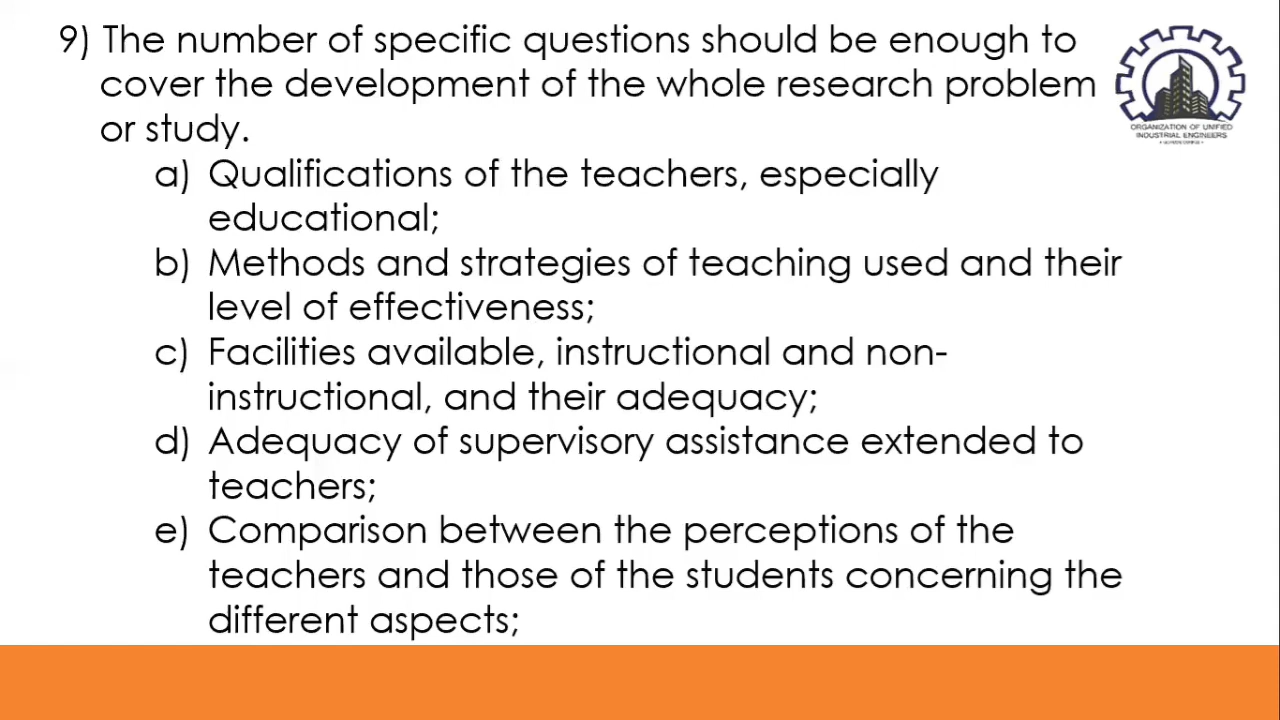 9) The number of specific questions should be enough to
cover the development of the whole research problem
or study.
a) Qualifications of the teachers, especially
educational;
b) Methods and strategies of teaching used and their
level of effectiveness;
c) Facilities available, instructional and non-
instructional, and their adequacy;
d) Adequacy of supervisory assistance extended to
teachers;
e) Comparison between the perceptions of the
teachers and those of the students concerning the
different aspects;
ORGANIZATION OF UNIFIED
INDUSTRIAL ENGINEERS